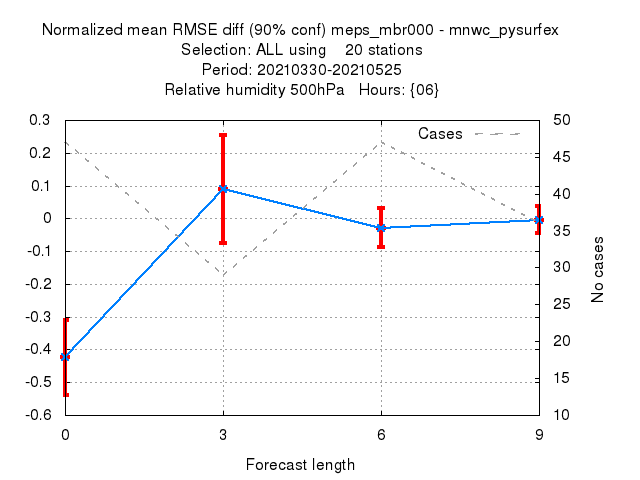 Normalized mean RMSE diff (90% conf) meps_mbr000 - mnwc_pysurfex
Selection: ALL using    20 stations
Period: 20210330-20210525
Relative humidity 500hPa   Hours: {06}
Cases
0.3
0.2
0.1
0
-0.1
-0.2
-0.3
-0.4
-0.5
-0.6
50
45
40
35
30
25
20
15
10
No cases
0 3 6 9
Forecast length